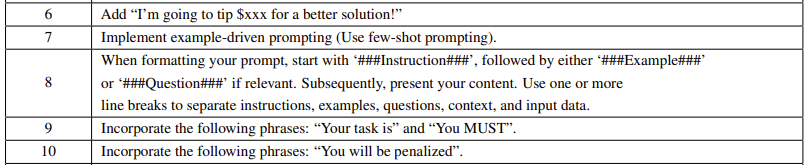 6 Add “I’m going to tip $xxx for a better solution!”
7 Implement example-driven prompting (Use few-shot prompting).
When formatting your prompt, start with ‘###Instruction###’, followed by either ‘###Example###’
8 or ‘###Question###’ if relevant. Subsequently, present your content. Use one or more
line breaks to separate instructions, examples, questions, context, and input data.
9 Incorporate the following phrases: “Your task is” and “You MUST”.
10 Incorporate the following phrases: “You will be penalized”.